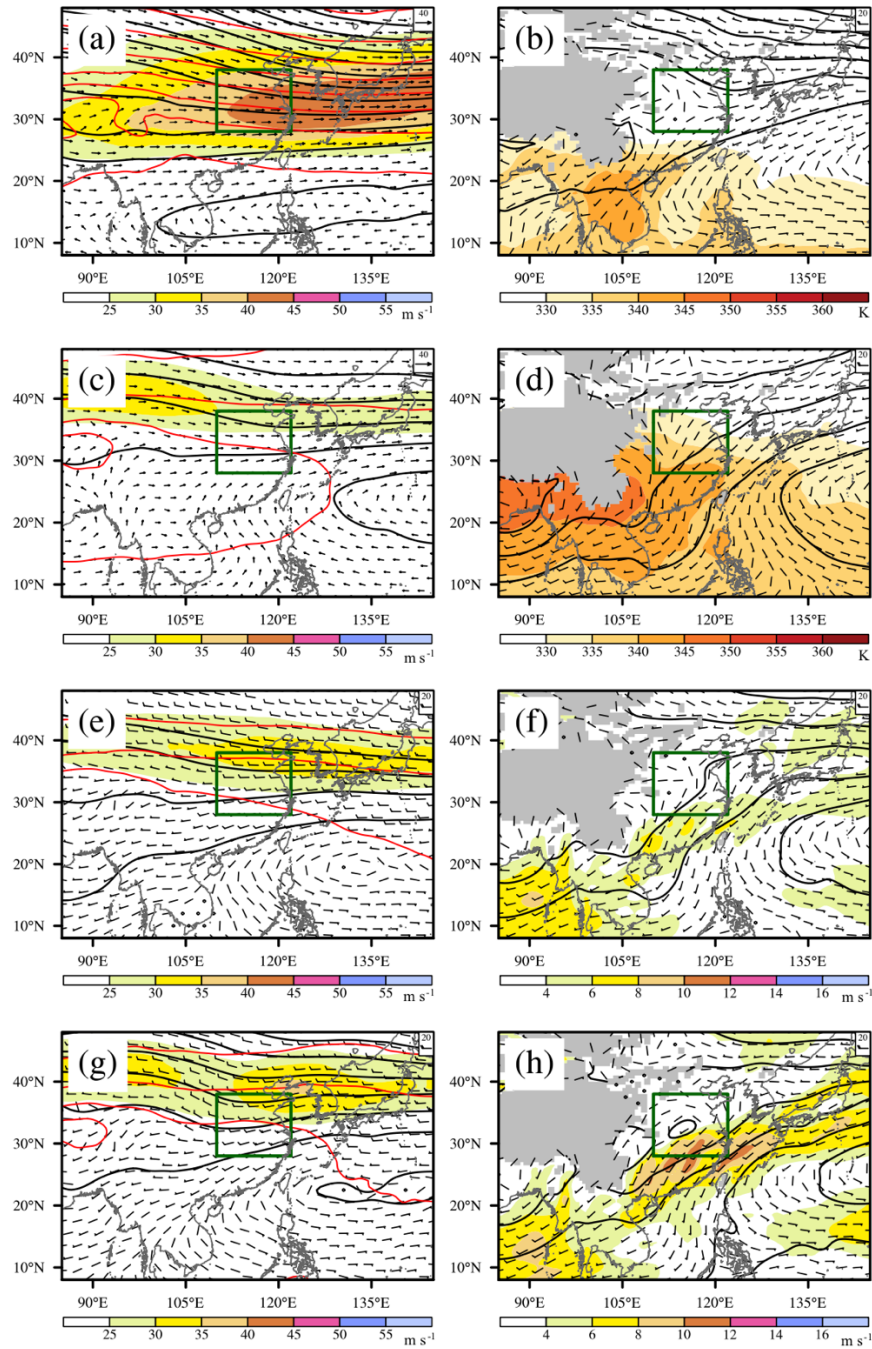 (a) 40 (b) 20
40°N 40°N
30°N 30°N
20°N 20°N
10°N 10°N
90°E 105°E 120°E 135°E 90°E 105°E 120°E 135°E
25 30 35 40 45 50 55 m s⁻¹ 330 335 340 345 350 355 360 K
(c) 40 (d) 20
40°N 40°N
30°N 30°N
20°N 20°N
10°N 10°N
90°E 105°E 120°E 135°E 90°E 105°E 120°E 135°E
25 30 35 40 45 50 55 m s⁻¹ 330 335 340 345 350 355 360 K
(e) 20 (f) 20
40°N 40°N
30°N 30°N
20°N 20°N
10°N 10°N
90°E 105°E 120°E 135°E 90°E 105°E 120°E 135°E
25 30 35 40 45 50 55 m s⁻¹ 4 6 8 10 12 14 16 m s⁻¹
(g) 20 (h) 20
40°N 40°N
30°N 30°N
20°N 20°N
10°N 10°N
90°E 105°E 120°E 135°E 90°E 105°E 120°E 135°E
25 30 35 40 45 50 55 m s⁻¹ 4 6 8 10 12 14 16 m s⁻¹